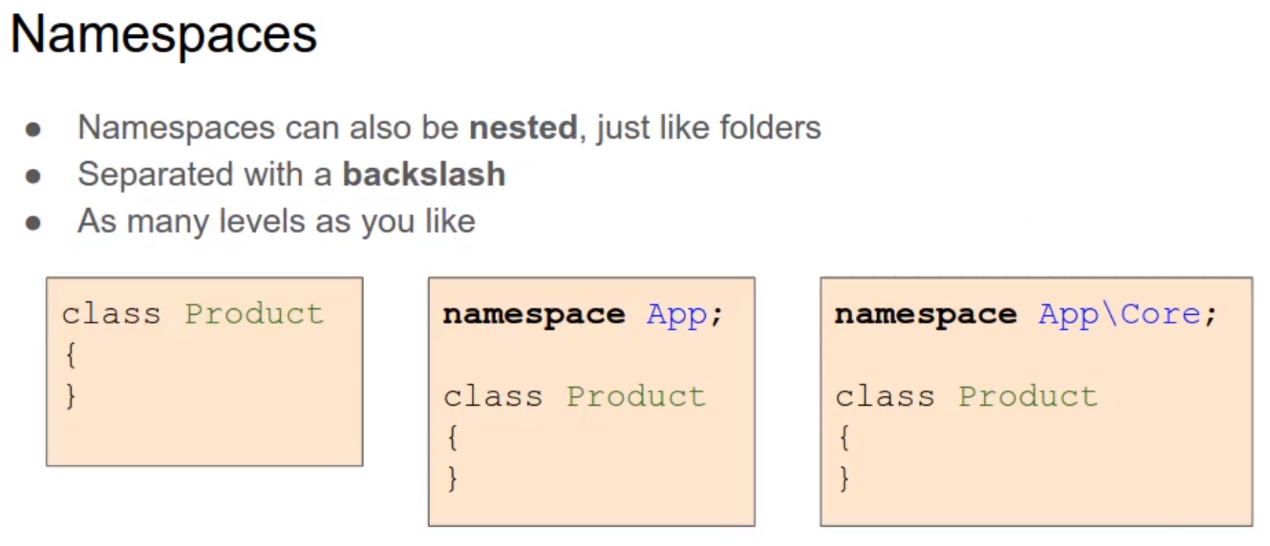 Namespaces
● Namespaces can also be nested, just like folders
● Separated with a backslash
● As many levels as you like
class Product
{
}
namespace App;
class Product
{
}
namespace App\Core;
class Product
{
}